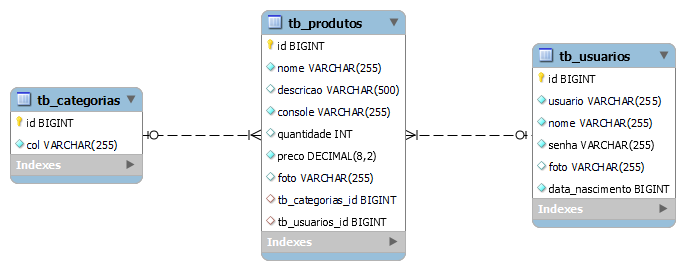 tb_categorias
id BIGINT
col VARCHAR(255)
Indexes
tb_produtos
id BIGINT
nome VARCHAR(255)
descricao VARCHAR(500)
console VARCHAR(255)
quantidade INT
preco DECIMAL(8,2)
foto VARCHAR(255)
tb_categorias_id BIGINT
tb_usuarios_id BIGINT
Indexes
tb_usuarios
id BIGINT
usuario VARCHAR(255)
nome VARCHAR(255)
senha VARCHAR(255)
foto VARCHAR(255)
data_nascimento BIGINT
Indexes